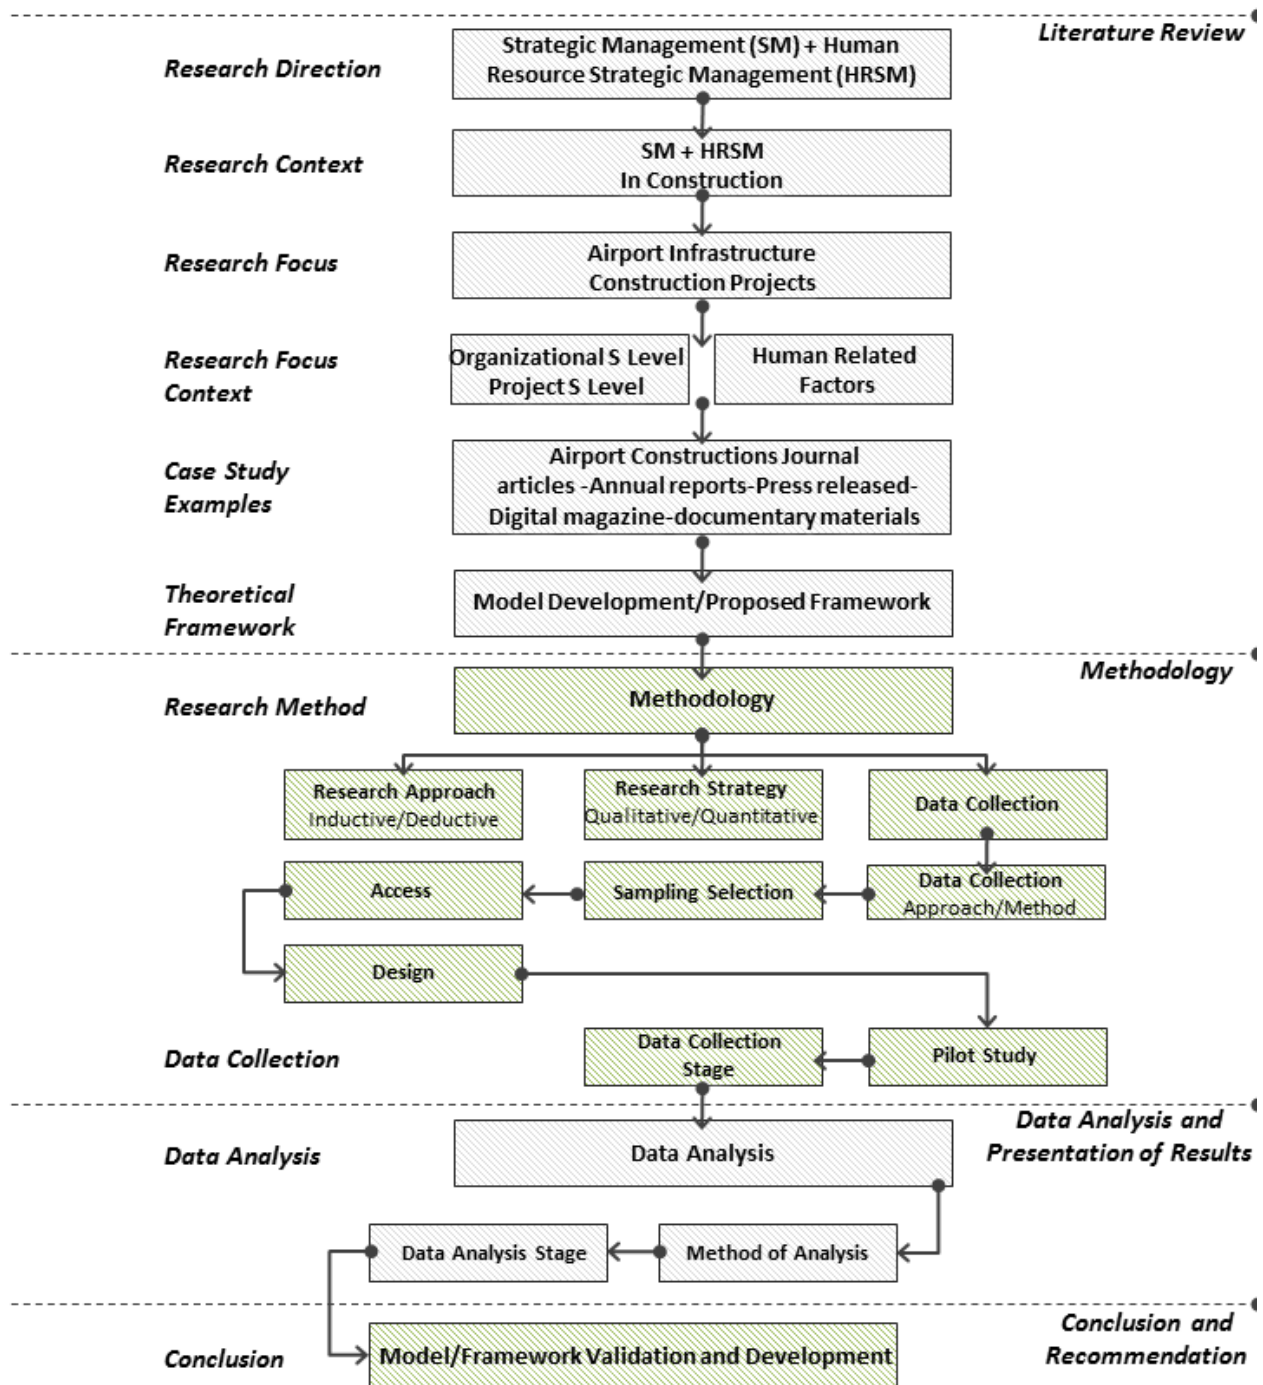 Literature Review
Research Direction
Strategic Management (SM) + Human
Resource Strategic Management (HRSM)
Research Context
SM + HRSM
In Construction
Research Focus
Airport Infrastructure
Construction Projects
Research Focus
Context
Organizational S Level
Project S Level
Human Related
Factors
Case Study
Examples
Airport Constructions Journal
articles -Annual reports-Press released-
Digital magazine-documentary materials
Theoretical
Framework
Model Development/Proposed Framework
Methodology
Research Method
Methodology
Research Approach
Inductive/Deductive
Research Strategy
Qualitative/Quantitative
Data Collection
Access
Sampling Selection
Data Collection
Approach/Method
Design
Data Collection
Data Collection
Stage
Pilot Study
Data Analysis and
Presentation of Results
Data Analysis
Data Analysis
Data Analysis Stage
Method of Analysis
Conclusion and
Recommendation
Conclusion
Model/Framework Validation and Development